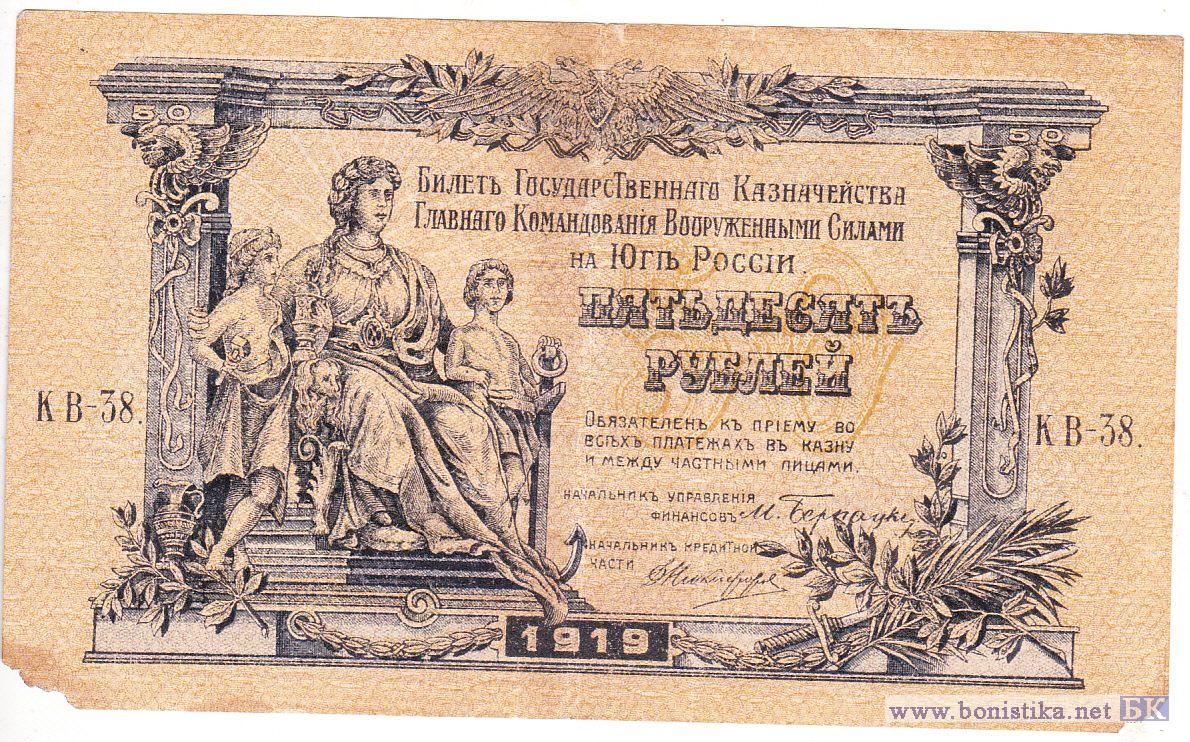 50
50
Билетъ Государственнаго Казначейства
Главнаго Командованія Вооруженными Силами
на Югѣ Россіи.
50
ПЯТЬДЕСЯТЪ
РУБЛЕЙ
Обязателенъ къ пріему во
всѣхъ платежахъ въ казну
и между частными лицами.
К В-38.
К В-38.
Начальникъ управленія
финансовъ М.
Начальникъ кредитной
части
1919
www.bonistika.net БК